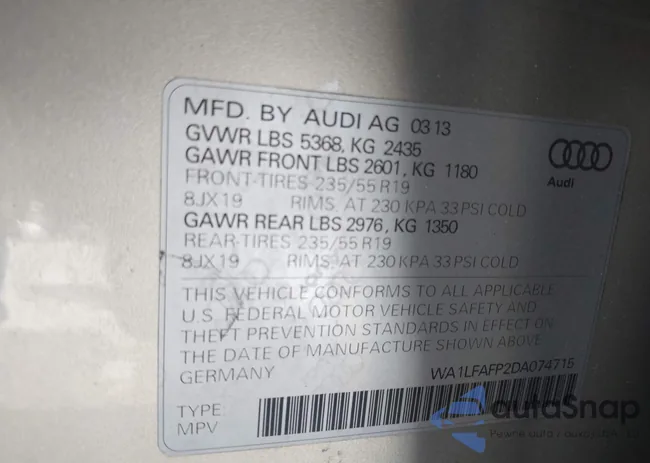 MFD. BY AUDI AG 03 13
GVWR LBS 5368, KG 2435
GAWR FRONT LBS 2601, KG 1180
FRONT-TIRES 235/55 R19
8JX19 RIMS, AT 230 KPA 33 PSI COLD
GAWR REAR LBS 2976, KG 1350
REAR-TIRES 235/55 R19
8JX19 RIMS, AT 230 KPA 33 PSI COLD
Audi
THIS VEHICLE CONFORMS TO ALL APPLICABLE
U.S. FEDERAL MOTOR VEHICLE SAFETY AND
THEFT PREVENTION STANDARDS IN EFFECT ON
THE DATE OF MANUFACTURE SHOWN ABOVE
GERMANY WA1LFAFP2DA074715
TYPE:
MPV
autoSnap
Pewne auta z aukcji